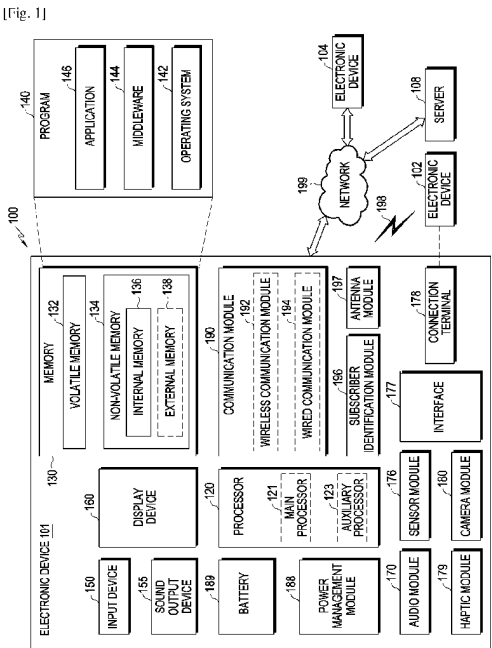 [Fig. 1]
100
ELECTRONIC DEVICE 101
150
INPUT DEVICE
155
SOUND
OUTPUT
DEVICE
189
BATTERY
188
POWER
MANAGEMENT
MODULE
170
AUDIO MODULE
179
HAPTIC MODULE
160
DISPLAY
DEVICE
120
PROCESSOR
121
MAIN
PROCESSOR
123
AUXILIARY
PROCESSOR
176
SENSOR MODULE
180
CAMERA MODULE
130
MEMORY
132
VOLATILE MEMORY
134
NON-VOLATILE MEMORY
136
INTERNAL MEMORY
138
EXTERNAL MEMORY
190
COMMUNICATION MODULE
192
WIRELESS COMMUNICATION MODULE
194
WIRED COMMUNICATION MODULE
196
SUBSCRIBER
IDENTIFICATION MODULE
197
ANTENNA
MODULE
177
INTERFACE
178
CONNECTION
TERMINAL
140
PROGRAM
146
APPLICATION
144
MIDDLEWARE
142
OPERATING SYSTEM
199
NETWORK
198
104
ELECTRONIC
DEVICE
108
SERVER
102
ELECTRONIC
DEVICE